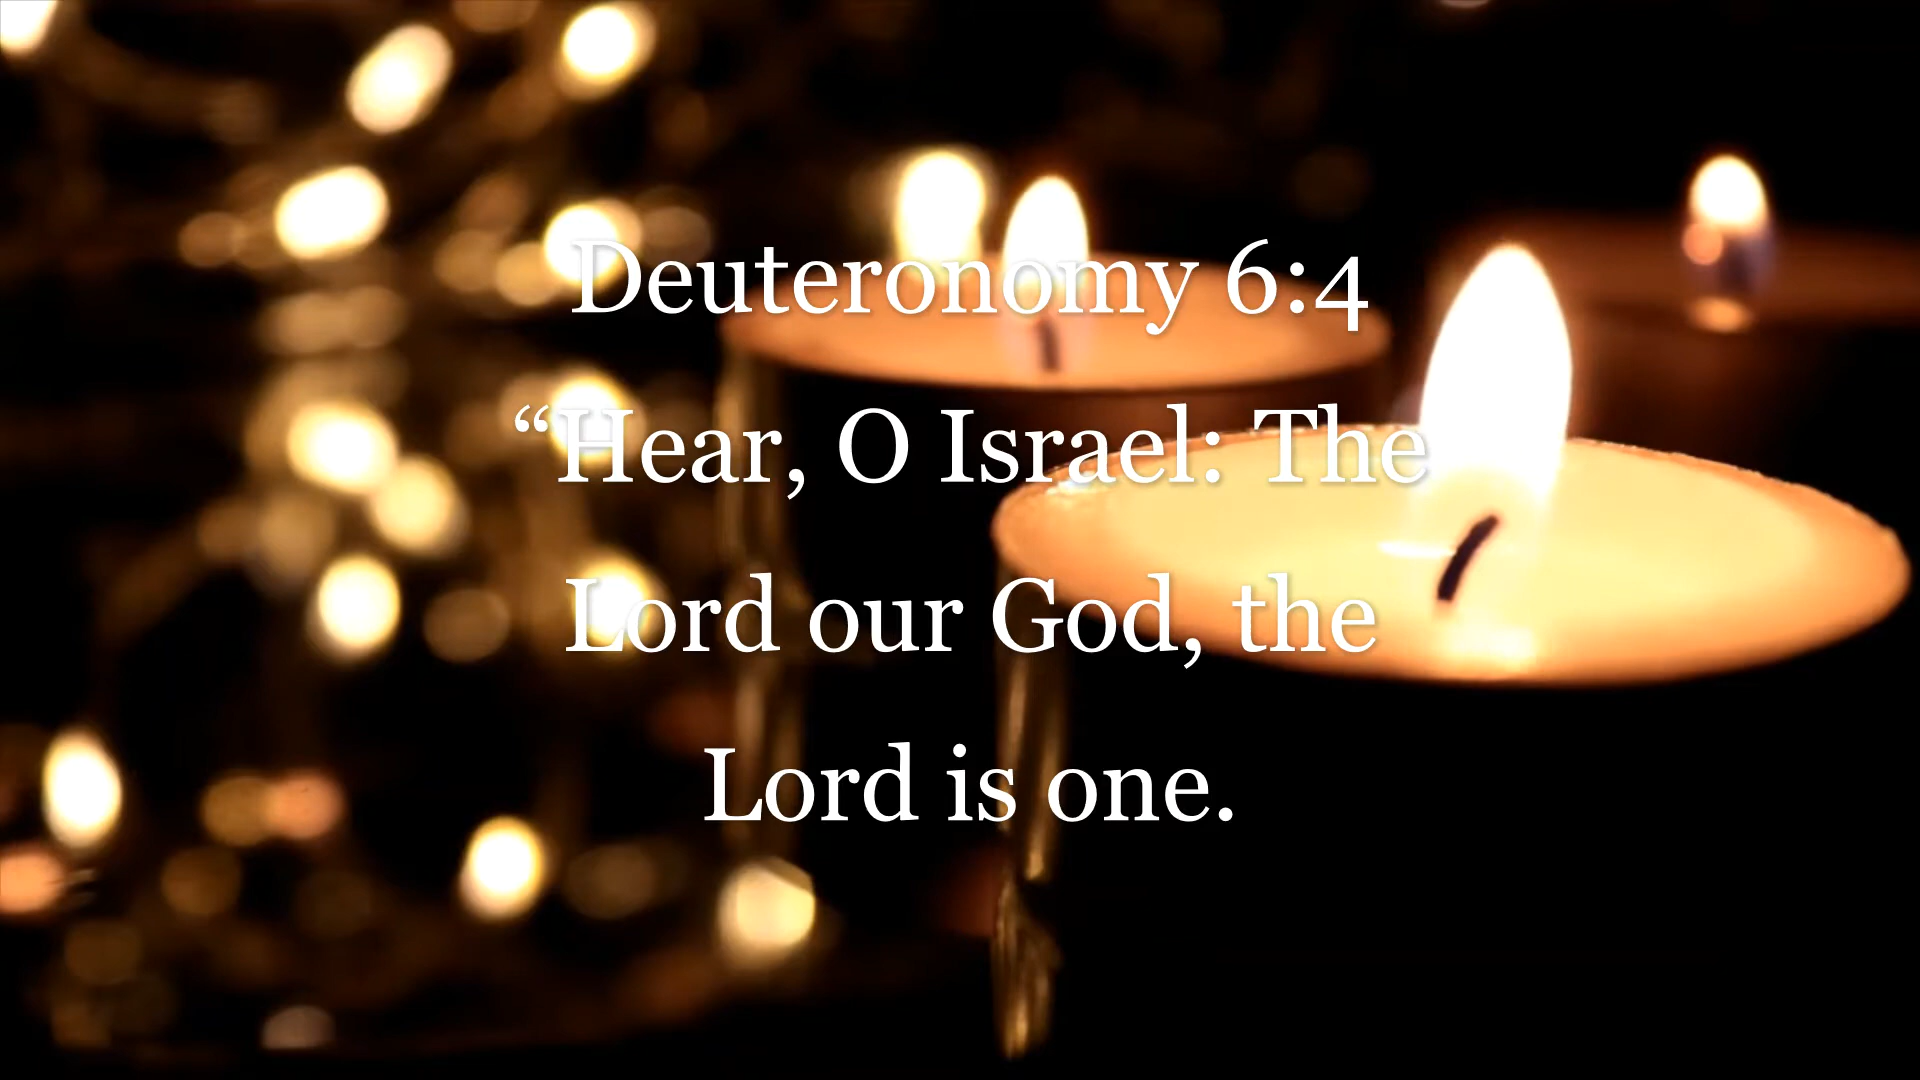 Deuteronomy 6:4
“Hear, O Israel: The
Lord our God, the
Lord is one.